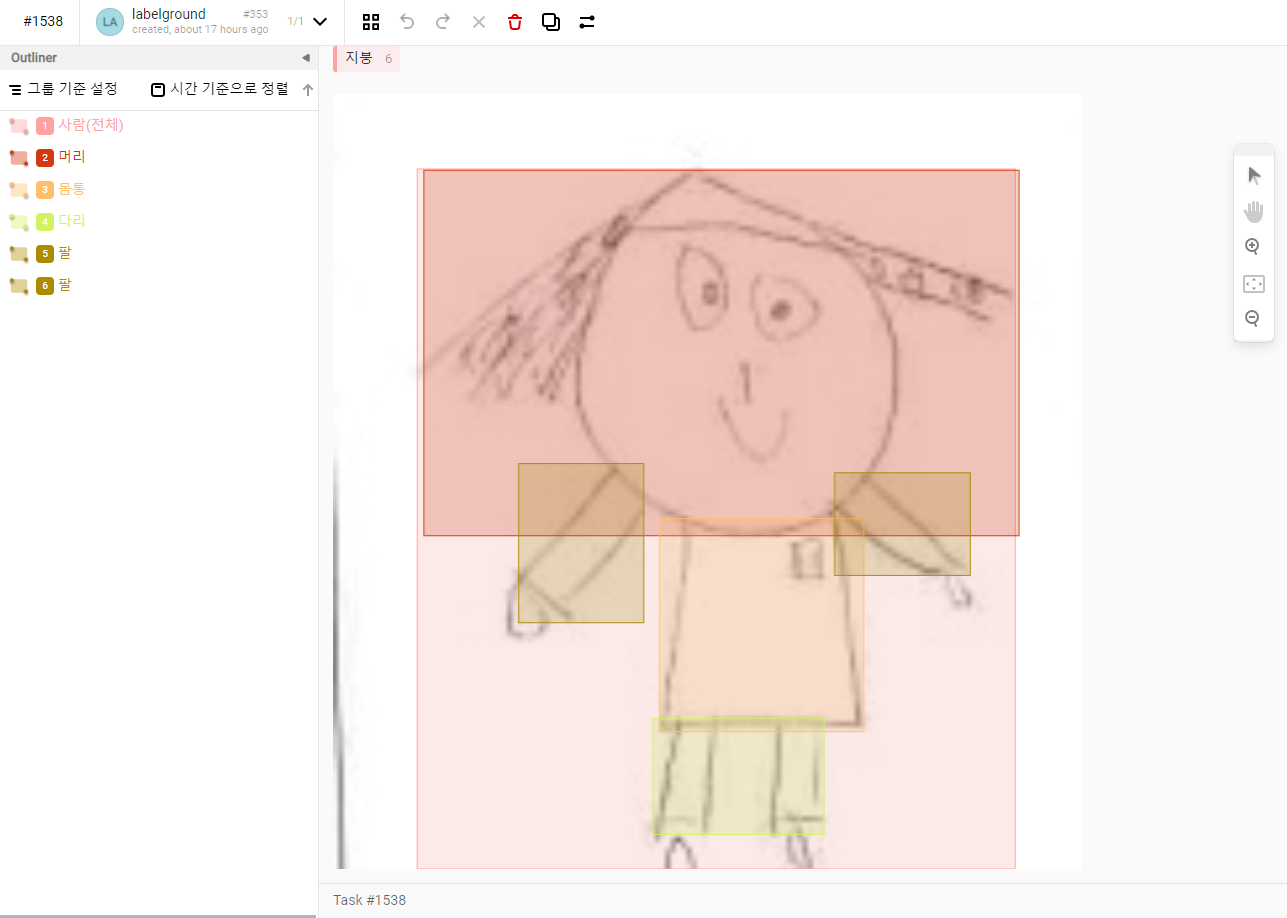 #1538
LA labelground #353
created, about 17 hours ago 1/1
Outliner
그룹 기준 설정 시간 기준으로 정렬
1 사람(전체)
2 머리
3 몸통
4 다리
5 팔
6 팔
지붕 6
Task #1538